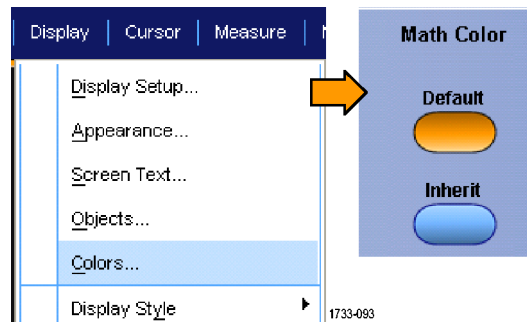 Display Cursor Measure
Display Setup...
Appearance...
Screen Text...
Objects...
Colors...
Display Style
Math Color
Default
Inherit
1733-093